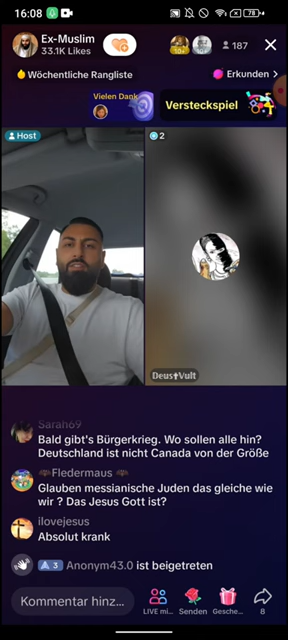 16:08
78
Ex-Muslim
33.1K Likes
187
Wöchentliche Rangliste
Erkunden
Vielen Dank
Versteckspiel
Host
2
Deus✝Vult
Sarah69
Bald gibt's Bürgerkrieg. Wo sollen alle hin?
Deutschland ist nicht Canada von der Größe
Fledermaus
Glauben messianische Juden das gleiche wie
wir ? Das Jesus Gott ist?
ilovejesus
Absolut krank
3 Anonym43.0 ist beigetreten
Kommentar hinz...
LIVE mi...
Senden
Gesche...
8